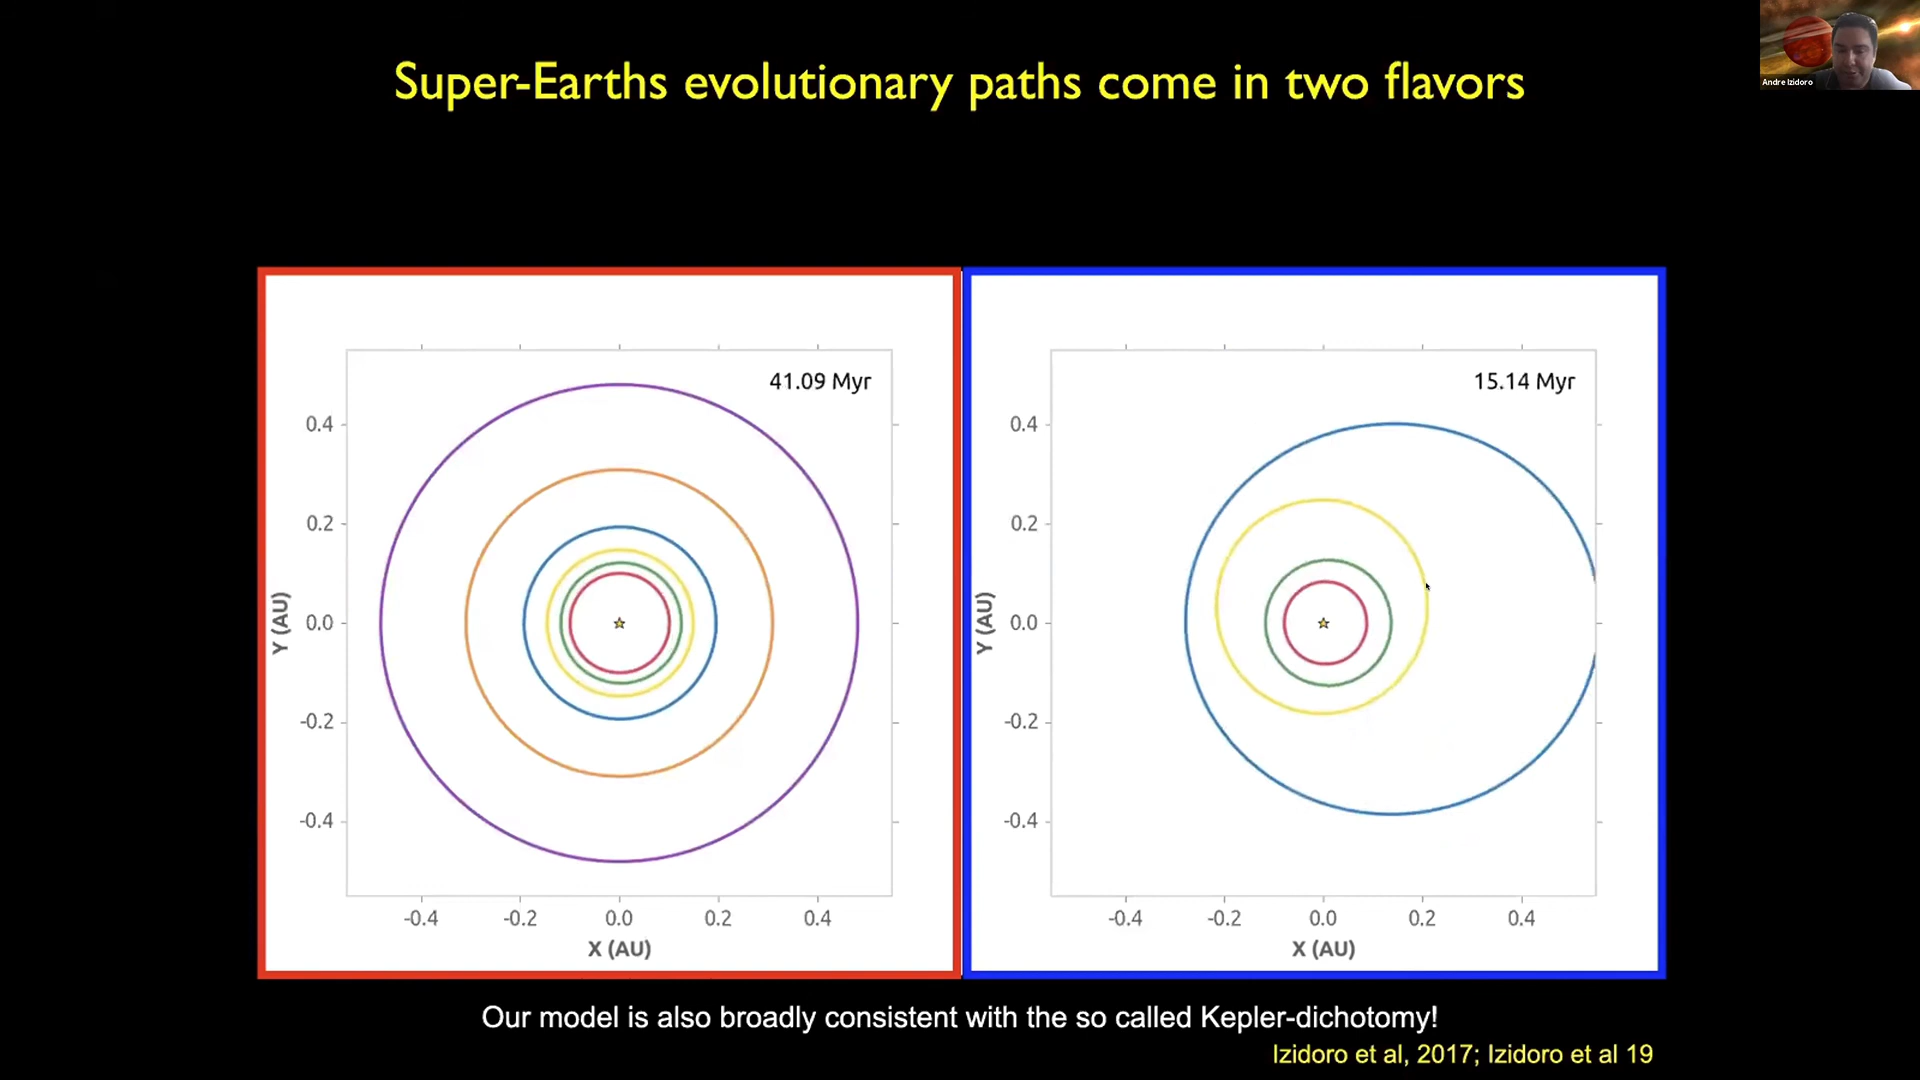 Super-Earths evolutionary paths come in two flavors
Andre Izidoro
41.09 Myr
0.4
0.2
0.0
-0.2
-0.4
Y (AU)
-0.4 -0.2 0.0 0.2 0.4
X (AU)
15.14 Myr
0.4
0.2
0.0
-0.2
-0.4
Y (AU)
-0.4 -0.2 0.0 0.2 0.4
X (AU)
Our model is also broadly consistent with the so called Kepler-dichotomy!
Izidoro et al, 2017; Izidoro et al 19